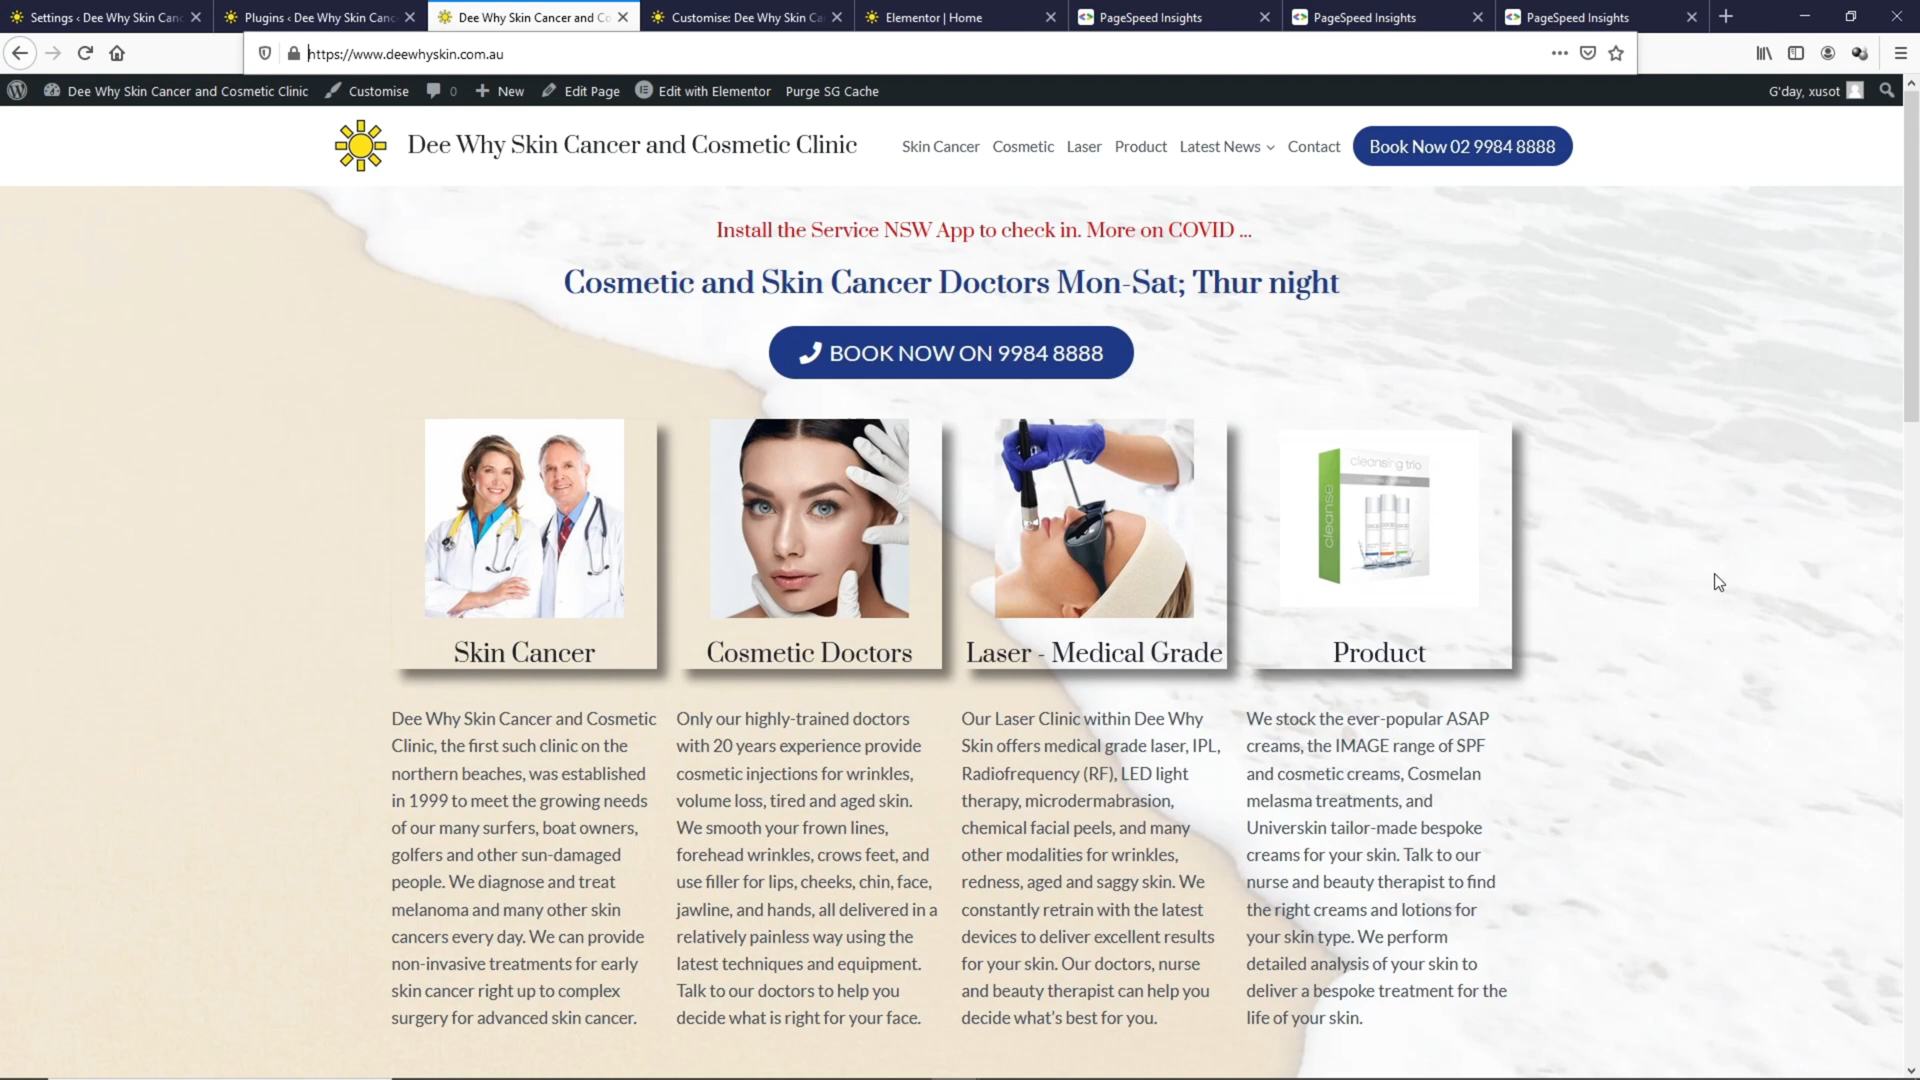 Settings ‹ Dee Why Skin Canc
Plugins ‹ Dee Why Skin Canc
Dee Why Skin Cancer and Co
Customise: Dee Why Skin Ca
Elementor | Home
PageSpeed Insights
PageSpeed Insights
PageSpeed Insights
https://www.deewhyskin.com.au
Dee Why Skin Cancer and Cosmetic Clinic
Customise
0
New
Edit Page
Edit with Elementor
Purge SG Cache
G'day, xusot
Dee Why Skin Cancer and Cosmetic Clinic
Skin Cancer
Cosmetic
Laser
Product
Latest News
Contact
Book Now 02 9984 8888
Install the Service NSW App to check in. More on COVID ...
Cosmetic and Skin Cancer Doctors Mon-Sat; Thur night
BOOK NOW ON 9984 8888
cleansing trio
cleanse
Skin Cancer
Cosmetic Doctors
Laser - Medical Grade
Product
Dee Why Skin Cancer and Cosmetic
Clinic, the first such clinic on the
northern beaches, was established
in 1999 to meet the growing needs
of our many surfers, boat owners,
golfers and other sun-damaged
people. We diagnose and treat
melanoma and many other skin
cancers every day. We can provide
non-invasive treatments for early
skin cancer right up to complex
surgery for advanced skin cancer.
Only our highly-trained doctors
with 20 years experience provide
cosmetic injections for wrinkles,
volume loss, tired and aged skin.
We smooth your frown lines,
forehead wrinkles, crows feet, and
use filler for lips, cheeks, chin, face,
jawline, and hands, all delivered in a
relatively painless way using the
latest techniques and equipment.
Talk to our doctors to help you
decide what is right for your face.
Our Laser Clinic within Dee Why
Skin offers medical grade laser, IPL,
Radiofrequency (RF), LED light
therapy, microdermabrasion,
chemical facial peels, and many
other modalities for wrinkles,
redness, aged and saggy skin. We
constantly retrain with the latest
devices to deliver excellent results
for your skin. Our doctors, nurse
and beauty therapist can help you
decide what's best for you.
We stock the ever-popular ASAP
creams, the IMAGE range of SPF
and cosmetic creams, Cosmelan
melasma treatments, and
Universkin tailor-made bespoke
creams for your skin. Talk to our
nurse and beauty therapist to find
the right creams and lotions for
your skin type. We perform
detailed analysis of your skin to
deliver a bespoke treatment for the
life of your skin.